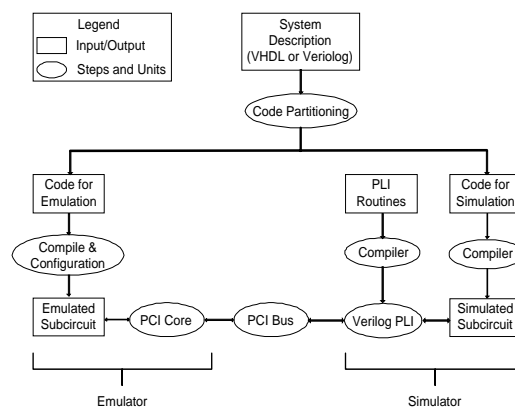 Legend
Input/Output
Steps and Units
System
Description
(VHDL or Veriolog)
Code Partitioning
Code for
Emulation
PLI
Routines
Code for
Simulation
Compile &
Configuration
Compiler
Compiler
Emulated
Subcircuit
PCI Core
PCI Bus
Verilog PLI
Simulated
Subcircuit
Emulator
Simulator